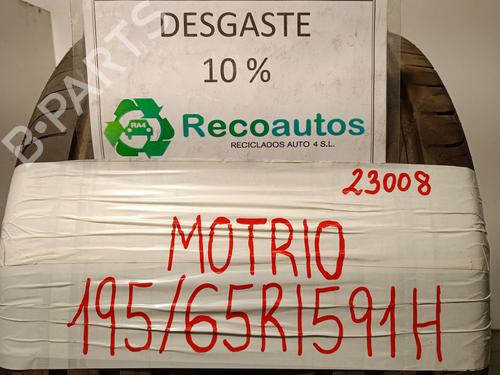 DESGASTE
10 %
RA4
Recoautos
RECICLADOS AUTO 4 S.L.
23008
MOTRIO
195/65R1591H
B-PARTS